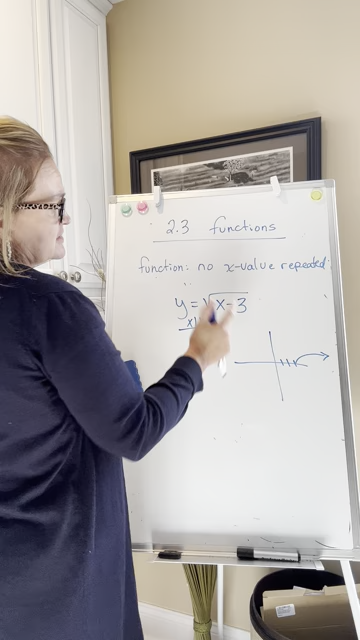 2.3 functions
function: no x-value repeated.
y = √x-3
x